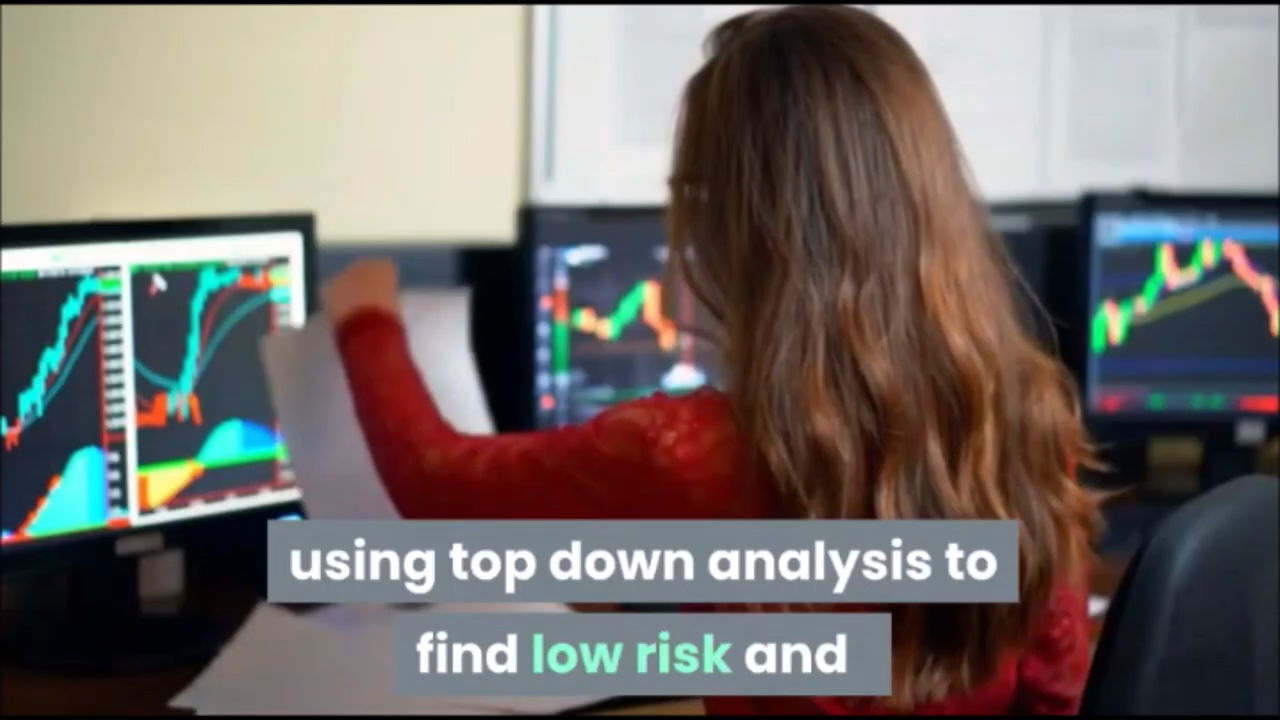 using top down analysis to
find low risk and